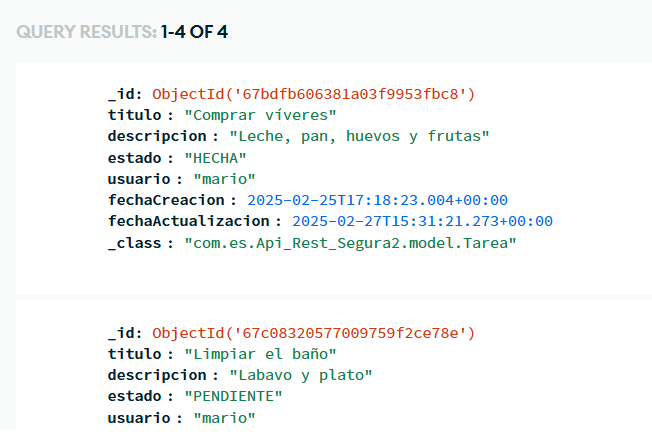 QUERY RESULTS: 1-4 OF 4
_id: ObjectId('67bdfb606381a03f9953fbc8')
titulo : "Comprar víveres"
descripcion : "Leche, pan, huevos y frutas"
estado : "HECHA"
usuario : "mario"
fechaCreacion : 2025-02-25T17:18:23.004+00:00
fechaActualizacion : 2025-02-27T15:31:21.273+00:00
_class : "com.es.Api_Rest_Segura2.model.Tarea"
_id: ObjectId('67c08320577009759f2ce78e')
titulo : "Limpiar el baño"
descripcion : "Labavo y plato"
estado : "PENDIENTE"
usuario : "mario"